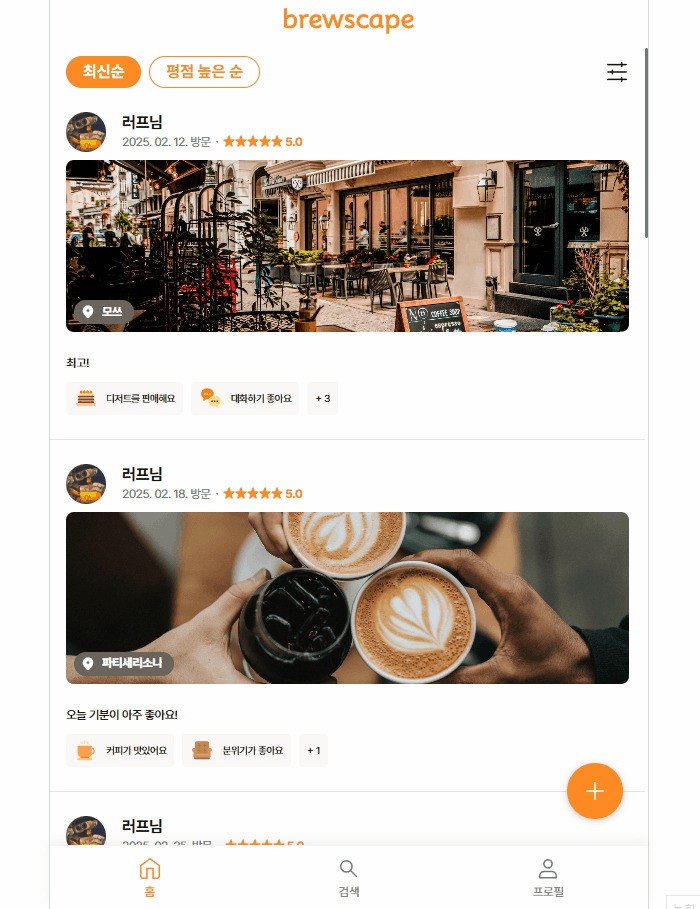 brewscape
최신순
평점 높은 순
러프님
2025. 02. 12. 방문 · ★★★★★ 5.0
COFFEE SHOP
espresso
모쓰
최고!
디저트를 판매해요
대화하기 좋아요
+ 3
러프님
2025. 02. 18. 방문 · ★★★★★ 5.0
파티세리소나
오늘 기분이 아주 좋아요!
커피가 맛있어요
분위기가 좋아요
+ 1
러프님
2025. 02. 25. 방문 · ★★★★★ 5.0
홈
검색
프로필